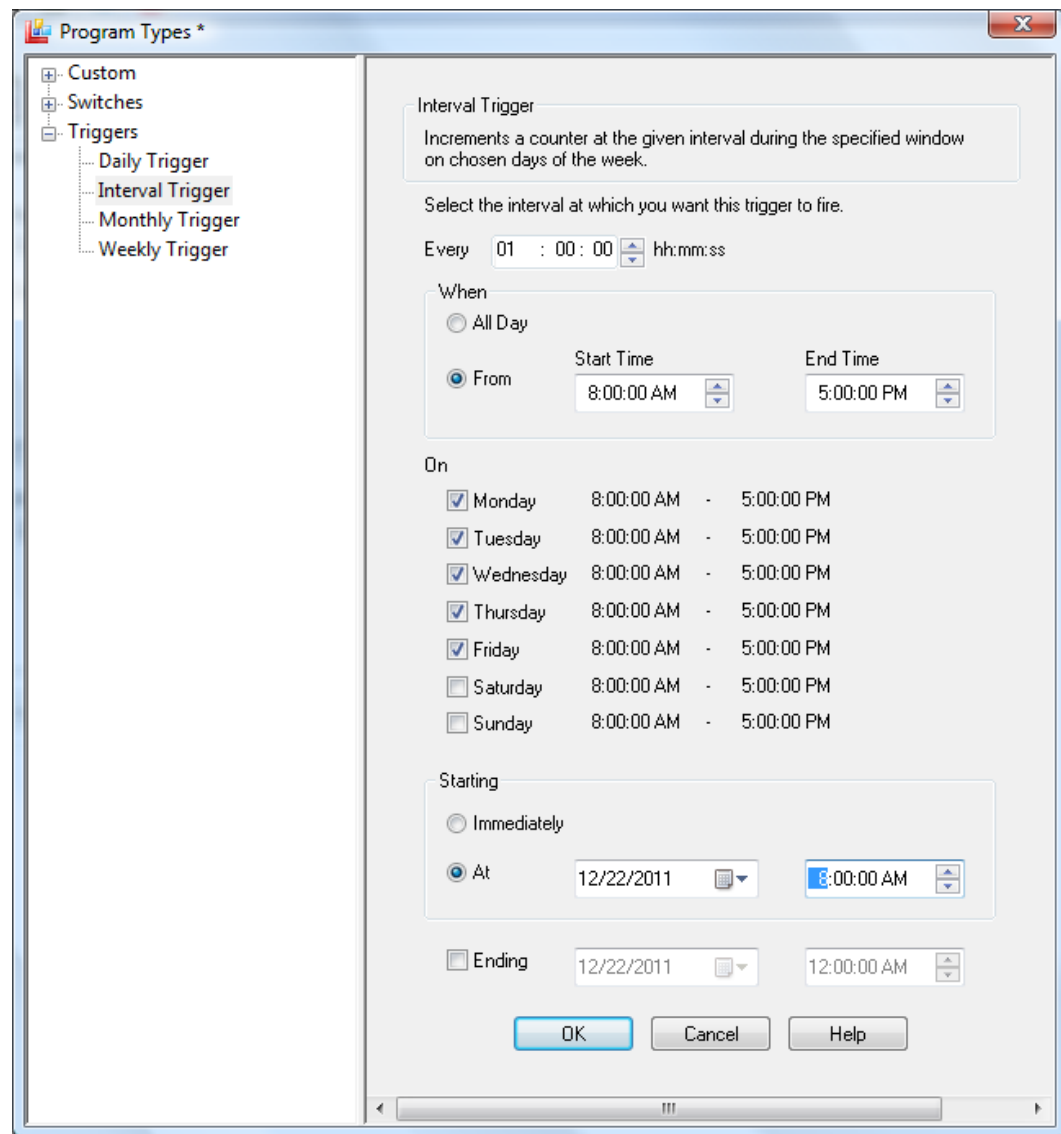 Program Types *
Custom
Switches
Triggers
Daily Trigger
Interval Trigger
Monthly Trigger
Weekly Trigger
Interval Trigger
Increments a counter at the given interval during the specified window
on chosen days of the week.
Select the interval at which you want this trigger to fire.
Every 01 : 00 : 00 hh:mm:ss
When
All Day
Start Time End Time
From 8:00:00 AM 5:00:00 PM
On
Monday 8:00:00 AM - 5:00:00 PM
Tuesday 8:00:00 AM - 5:00:00 PM
Wednesday 8:00:00 AM - 5:00:00 PM
Thursday 8:00:00 AM - 5:00:00 PM
Friday 8:00:00 AM - 5:00:00 PM
Saturday 8:00:00 AM - 5:00:00 PM
Sunday 8:00:00 AM - 5:00:00 PM
Starting
Immediately
At 12/22/2011 8:00:00 AM
Ending 12/22/2011 12:00:00 AM
OK Cancel Help